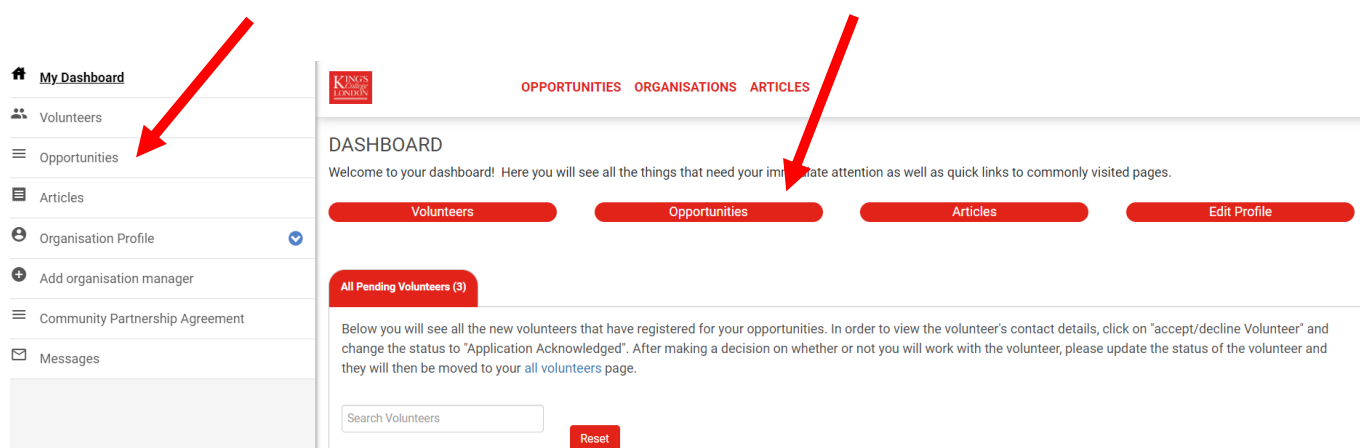 My Dashboard
Volunteers
Opportunities
Articles
Organisation Profile
Add organisation manager
Community Partnership Agreement
Messages
KING'S
College
LONDON
OPPORTUNITIES ORGANISATIONS ARTICLES
DASHBOARD
Welcome to your dashboard! Here you will see all the things that need your attention as well as quick links to commonly visited pages.
Volunteers Opportunities Articles Edit Profile
All Pending Volunteers (3)
Below you will see all the new volunteers that have registered for your opportunities. In order to view the volunteer's contact details, click on "accept/decline Volunteer" and
change the status to "Application Acknowledged". After making a decision on whether or not you will work with the volunteer, please update the status of the volunteer and
they will then be moved to your all volunteers page.
Search Volunteers
Reset